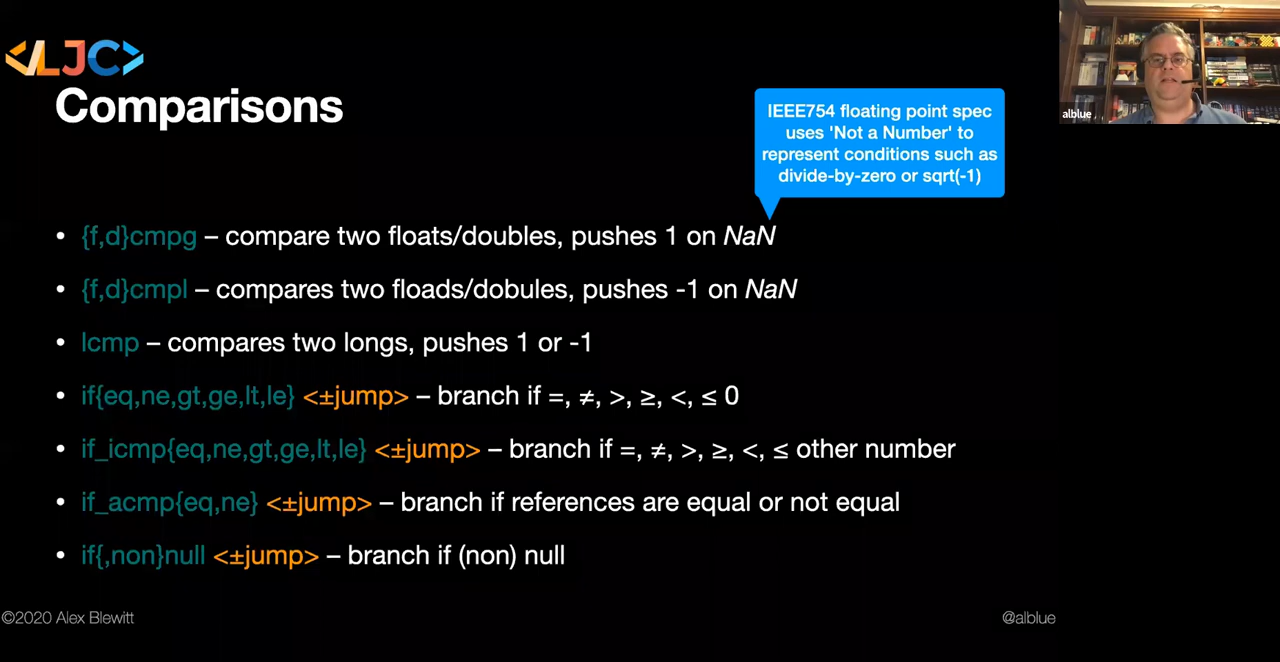 <LJC>
Comparisons
IEEE754 floating point spec
uses 'Not a Number' to
represent conditions such as
divide-by-zero or sqrt(-1)
alblue
• {f,d}cmpg – compare two floats/doubles, pushes 1 on NaN
• {f,d}cmpl – compares two floads/dobules, pushes -1 on NaN
• lcmp – compares two longs, pushes 1 or -1
• if{eq,ne,gt,ge,lt,le} <±jump> – branch if =, ≠, >, ≥, <, ≤ 0
• if_icmp{eq,ne,gt,ge,lt,le} <±jump> – branch if =, ≠, >, ≥, <, ≤ other number
• if_acmp{eq,ne} <±jump> – branch if references are equal or not equal
• if{,non}null <±jump> – branch if (non) null
©2020 Alex Blewitt
@alblue